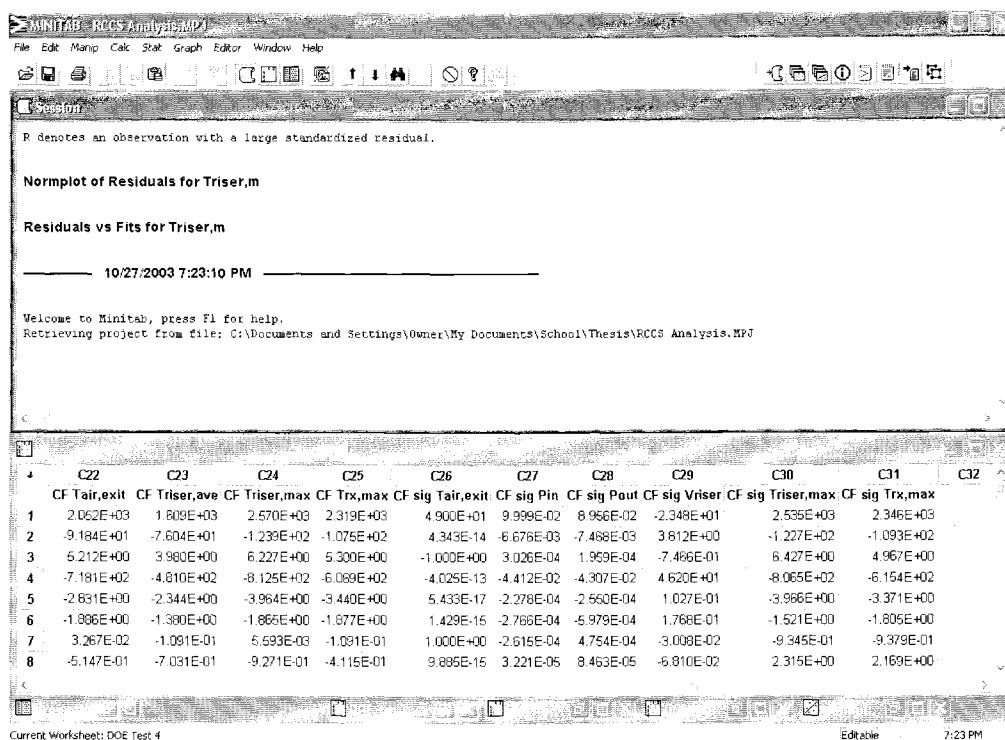 MINITAB - RCCS Analysis.MPJ
File Edit Manip Calc Stat Graph Editor Window Help
Session
R denotes an observation with a large standardized residual.
Normplot of Residuals for Triser,m
Residuals vs Fits for Triser,m
10/27/2003 7:23:10 PM
Welcome to Minitab, press F1 for help.
Retrieving project from file: C:\Documents and Settings\Owner\My Documents\School\Thesis\RCCS Analysis.MPJ
C22 C23 C24 C25 C26 C27 C28 C29 C30 C31 C32
CF Tair,exit CF Triser,ave CF Triser,max CF Trx,max CF sig Tair,exit CF sig Pin CF sig Pout CF sig Vriser CF sig Triser,max CF sig Trx,max
1 2.052E+03 1.609E+03 2.570E+03 2.319E+03 4.900E+01 9.999E-02 8.956E-02 -2.348E+01 2.535E+03 2.346E+03
2 -9.184E+01 -7.604E+01 -1.239E+02 -1.075E+02 4.343E-14 -6.676E-03 -7.468E-03 3.812E+00 -1.227E+02 -1.093E+02
3 5.212E+00 3.980E+00 6.227E+00 5.300E+00 -1.000E+00 3.026E-04 1.959E-04 -7.466E-01 6.427E+00 4.967E+00
4 -7.181E+02 -4.810E+02 -8.125E+02 -6.069E+02 -4.025E-13 -4.412E-02 -4.307E-02 4.620E+01 -8.065E+02 -6.154E+02
5 -2.831E+00 -2.344E+00 -3.964E+00 -3.440E+00 5.433E-17 -2.278E-04 -2.550E-04 1.027E-01 -3.966E+00 -3.371E+00
6 -1.886E+00 -1.380E+00 -1.865E+00 -1.877E+00 1.429E-15 -2.766E-04 -5.979E-04 1.768E-01 -1.521E+00 -1.805E+00
7 3.267E-02 -1.091E-01 5.593E-03 -1.091E-01 1.000E+00 -2.615E-04 4.754E-04 -3.008E-02 -9.345E-01 -9.379E-01
8 -5.147E-01 -7.031E-01 -9.271E-01 -4.115E-01 9.885E-15 3.221E-05 8.463E-05 -6.810E-02 2.315E+00 2.169E+00
Current Worksheet: DOE Test 4 Editable 7:23 PM